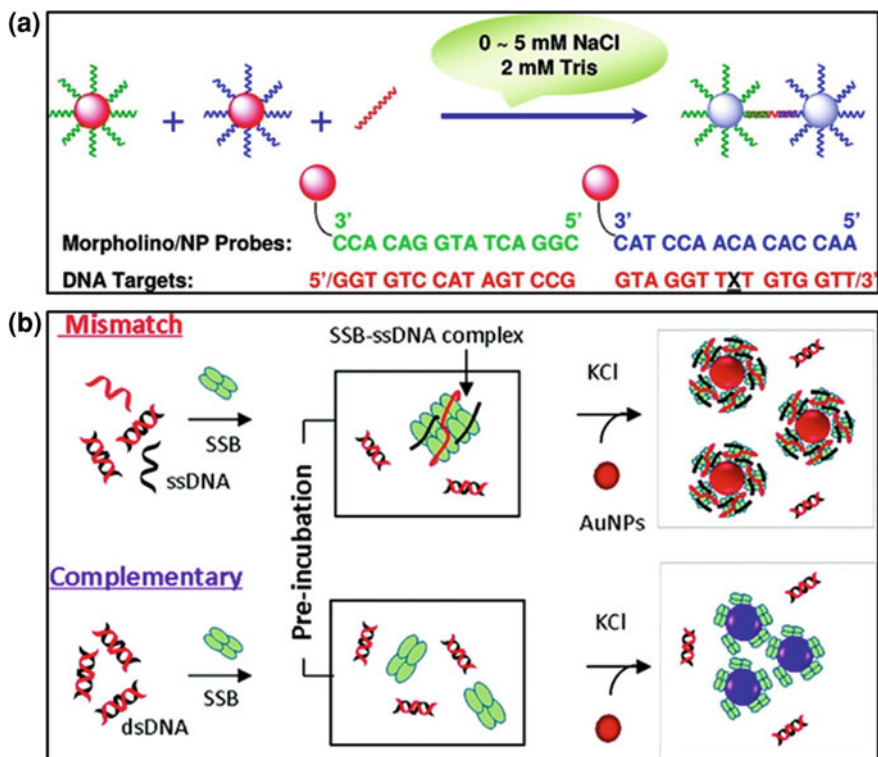 (a)
0 ~ 5 mM NaCl
2 mM Tris
+ +
3’ 5’ 3’ 5’
Morpholino/NP Probes: CCA CAG GTA TCA GGC CAT CCA ACA CAC CAA
DNA Targets: 5’/GGT GTC CAT AGT CCG GTA GGT TXT GTG GTT/3’
(b)
Mismatch
SSB
ssDNA
Pre-incubation
SSB-ssDNA complex
KCl
AuNPs
Complementary
SSB
dsDNA
KCl